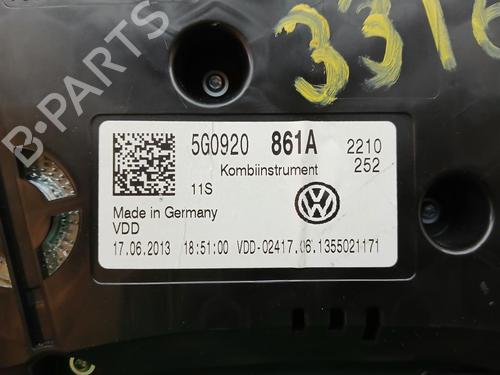 3316
B-PARTS
5G0920 861A 2210
Kombiinstrument 252
11S
Made in Germany
VDD
17.06.2013 18:51:00 VDD-02417.06.1355021171